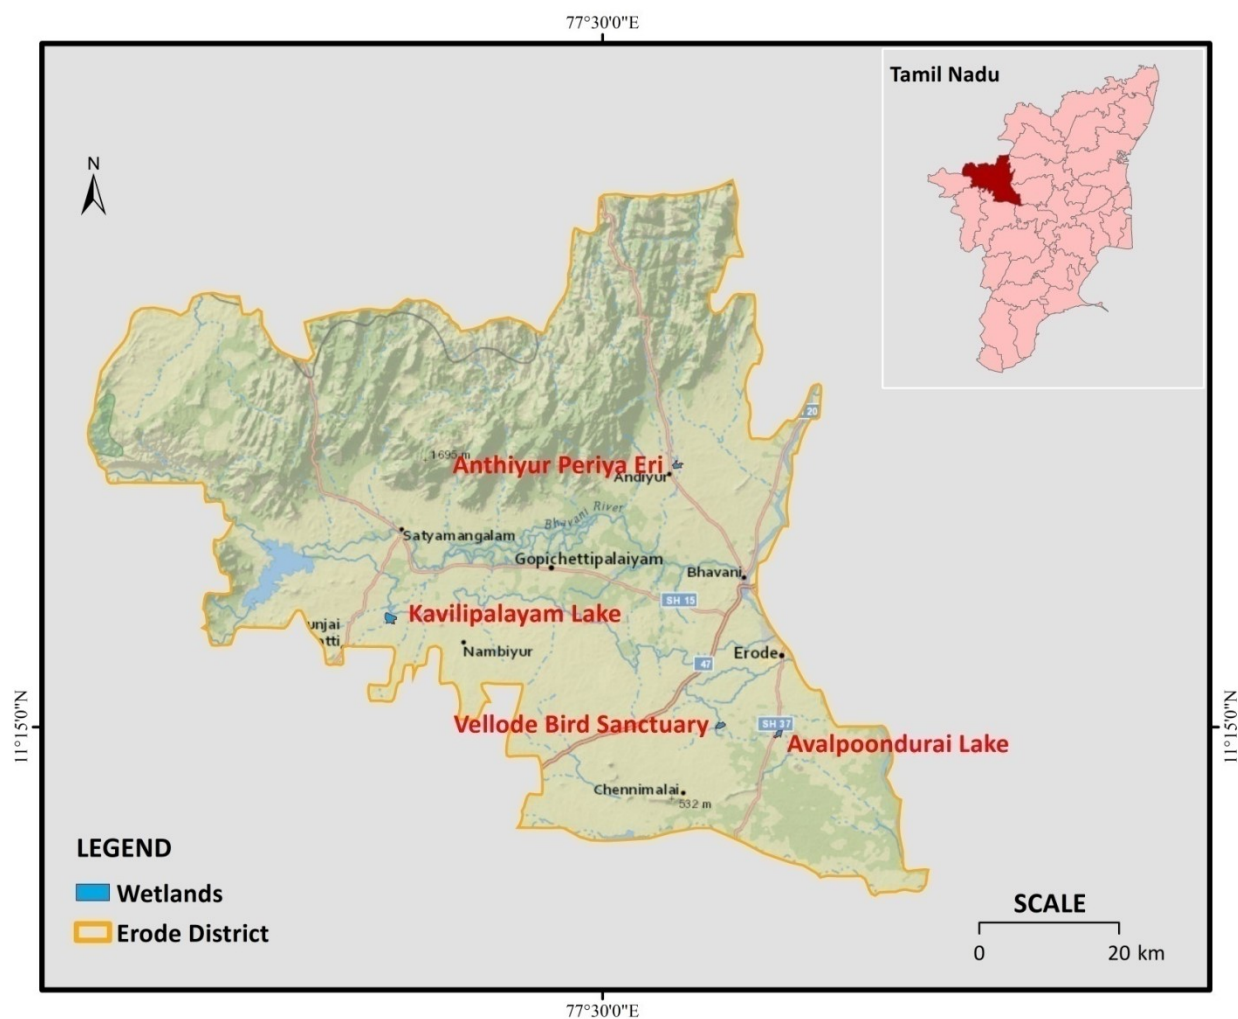 77°30'0"E
Tamil Nadu
N
20
1695 m
Anthiyur Periya Eri
Andiyur
Bhavani River
Satyamangalam
Gopichettipalaiyam
Bhavani
SH 15
Kavilipalayam Lake
unjai
atti
Nambiyur
Erode
47
11°15'0"N
Vellode Bird Sanctuary
SH 37
11°15'0"N
Avalpoondurai Lake
Chennimalai
532 m
LEGEND
Wetlands
Erode District
SCALE
0 20 km
77°30'0"E